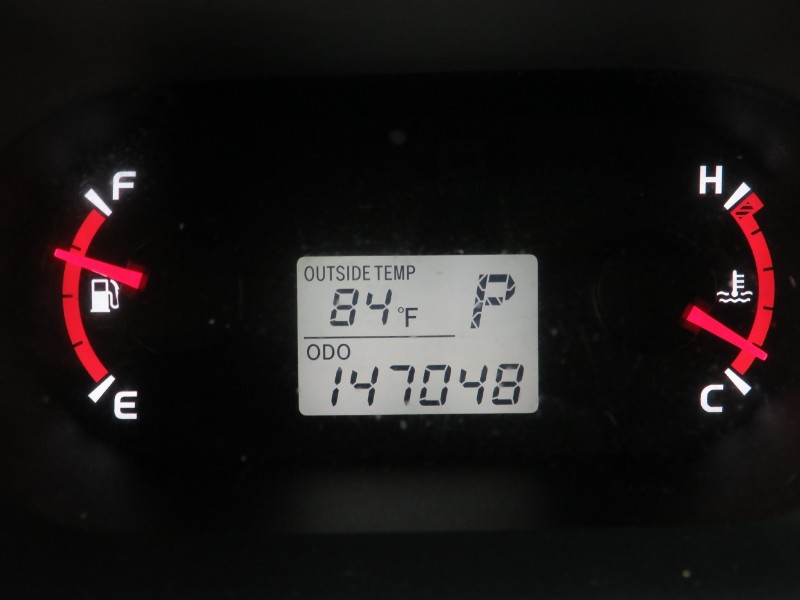 F
H
OUTSIDE TEMP
84°F P
ODO
147048
E
C